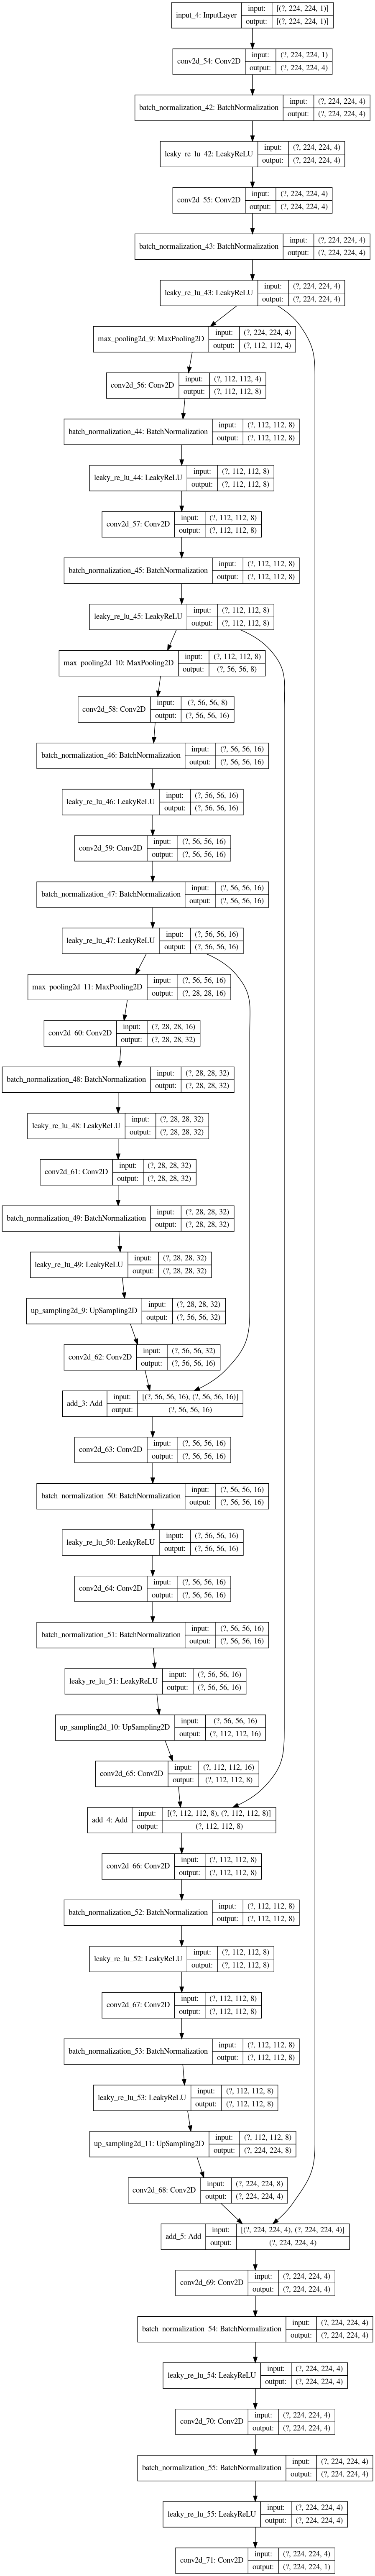 input_4: InputLayer
input: [(?, 224, 224, 1)]
output: [(?, 224, 224, 1)]
conv2d_54: Conv2D
input: (?, 224, 224, 1)
output: (?, 224, 224, 4)
batch_normalization_42: BatchNormalization
input: (?, 224, 224, 4)
output: (?, 224, 224, 4)
leaky_re_lu_42: LeakyReLU
input: (?, 224, 224, 4)
output: (?, 224, 224, 4)
conv2d_55: Conv2D
input: (?, 224, 224, 4)
output: (?, 224, 224, 4)
batch_normalization_43: BatchNormalization
input: (?, 224, 224, 4)
output: (?, 224, 224, 4)
leaky_re_lu_43: LeakyReLU
input: (?, 224, 224, 4)
output: (?, 224, 224, 4)
max_pooling2d_9: MaxPooling2D
input: (?, 224, 224, 4)
output: (?, 112, 112, 4)
conv2d_56: Conv2D
input: (?, 112, 112, 4)
output: (?, 112, 112, 8)
batch_normalization_44: BatchNormalization
input: (?, 112, 112, 8)
output: (?, 112, 112, 8)
leaky_re_lu_44: LeakyReLU
input: (?, 112, 112, 8)
output: (?, 112, 112, 8)
conv2d_57: Conv2D
input: (?, 112, 112, 8)
output: (?, 112, 112, 8)
batch_normalization_45: BatchNormalization
input: (?, 112, 112, 8)
output: (?, 112, 112, 8)
leaky_re_lu_45: LeakyReLU
input: (?, 112, 112, 8)
output: (?, 112, 112, 8)
max_pooling2d_10: MaxPooling2D
input: (?, 112, 112, 8)
output: (?, 56, 56, 8)
conv2d_58: Conv2D
input: (?, 56, 56, 8)
output: (?, 56, 56, 16)
batch_normalization_46: BatchNormalization
input: (?, 56, 56, 16)
output: (?, 56, 56, 16)
leaky_re_lu_46: LeakyReLU
input: (?, 56, 56, 16)
output: (?, 56, 56, 16)
conv2d_59: Conv2D
input: (?, 56, 56, 16)
output: (?, 56, 56, 16)
batch_normalization_47: BatchNormalization
input: (?, 56, 56, 16)
output: (?, 56, 56, 16)
leaky_re_lu_47: LeakyReLU
input: (?, 56, 56, 16)
output: (?, 56, 56, 16)
max_pooling2d_11: MaxPooling2D
input: (?, 56, 56, 16)
output: (?, 28, 28, 16)
conv2d_60: Conv2D
input: (?, 28, 28, 16)
output: (?, 28, 28, 32)
batch_normalization_48: BatchNormalization
input: (?, 28, 28, 32)
output: (?, 28, 28, 32)
leaky_re_lu_48: LeakyReLU
input: (?, 28, 28, 32)
output: (?, 28, 28, 32)
conv2d_61: Conv2D
input: (?, 28, 28, 32)
output: (?, 28, 28, 32)
batch_normalization_49: BatchNormalization
input: (?, 28, 28, 32)
output: (?, 28, 28, 32)
leaky_re_lu_49: LeakyReLU
input: (?, 28, 28, 32)
output: (?, 28, 28, 32)
up_sampling2d_9: UpSampling2D
input: (?, 28, 28, 32)
output: (?, 56, 56, 32)
conv2d_62: Conv2D
input: (?, 56, 56, 32)
output: (?, 56, 56, 16)
add_3: Add
input: [(?, 56, 56, 16), (?, 56, 56, 16)]
output: (?, 56, 56, 16)
conv2d_63: Conv2D
input: (?, 56, 56, 16)
output: (?, 56, 56, 16)
batch_normalization_50: BatchNormalization
input: (?, 56, 56, 16)
output: (?, 56, 56, 16)
leaky_re_lu_50: LeakyReLU
input: (?, 56, 56, 16)
output: (?, 56, 56, 16)
conv2d_64: Conv2D
input: (?, 56, 56, 16)
output: (?, 56, 56, 16)
batch_normalization_51: BatchNormalization
input: (?, 56, 56, 16)
output: (?, 56, 56, 16)
leaky_re_lu_51: LeakyReLU
input: (?, 56, 56, 16)
output: (?, 56, 56, 16)
up_sampling2d_10: UpSampling2D
input: (?, 56, 56, 16)
output: (?, 112, 112, 16)
conv2d_65: Conv2D
input: (?, 112, 112, 16)
output: (?, 112, 112, 8)
add_4: Add
input: [(?, 112, 112, 8), (?, 112, 112, 8)]
output: (?, 112, 112, 8)
conv2d_66: Conv2D
input: (?, 112, 112, 8)
output: (?, 112, 112, 8)
batch_normalization_52: BatchNormalization
input: (?, 112, 112, 8)
output: (?, 112, 112, 8)
leaky_re_lu_52: LeakyReLU
input: (?, 112, 112, 8)
output: (?, 112, 112, 8)
conv2d_67: Conv2D
input: (?, 112, 112, 8)
output: (?, 112, 112, 8)
batch_normalization_53: BatchNormalization
input: (?, 112, 112, 8)
output: (?, 112, 112, 8)
leaky_re_lu_53: LeakyReLU
input: (?, 112, 112, 8)
output: (?, 112, 112, 8)
up_sampling2d_11: UpSampling2D
input: (?, 112, 112, 8)
output: (?, 224, 224, 8)
conv2d_68: Conv2D
input: (?, 224, 224, 8)
output: (?, 224, 224, 4)
add_5: Add
input: [(?, 224, 224, 4), (?, 224, 224, 4)]
output: (?, 224, 224, 4)
conv2d_69: Conv2D
input: (?, 224, 224, 4)
output: (?, 224, 224, 4)
batch_normalization_54: BatchNormalization
input: (?, 224, 224, 4)
output: (?, 224, 224, 4)
leaky_re_lu_54: LeakyReLU
input: (?, 224, 224, 4)
output: (?, 224, 224, 4)
conv2d_70: Conv2D
input: (?, 224, 224, 4)
output: (?, 224, 224, 4)
batch_normalization_55: BatchNormalization
input: (?, 224, 224, 4)
output: (?, 224, 224, 4)
leaky_re_lu_55: LeakyReLU
input: (?, 224, 224, 4)
output: (?, 224, 224, 4)
conv2d_71: Conv2D
input: (?, 224, 224, 4)
output: (?, 224, 224, 1)